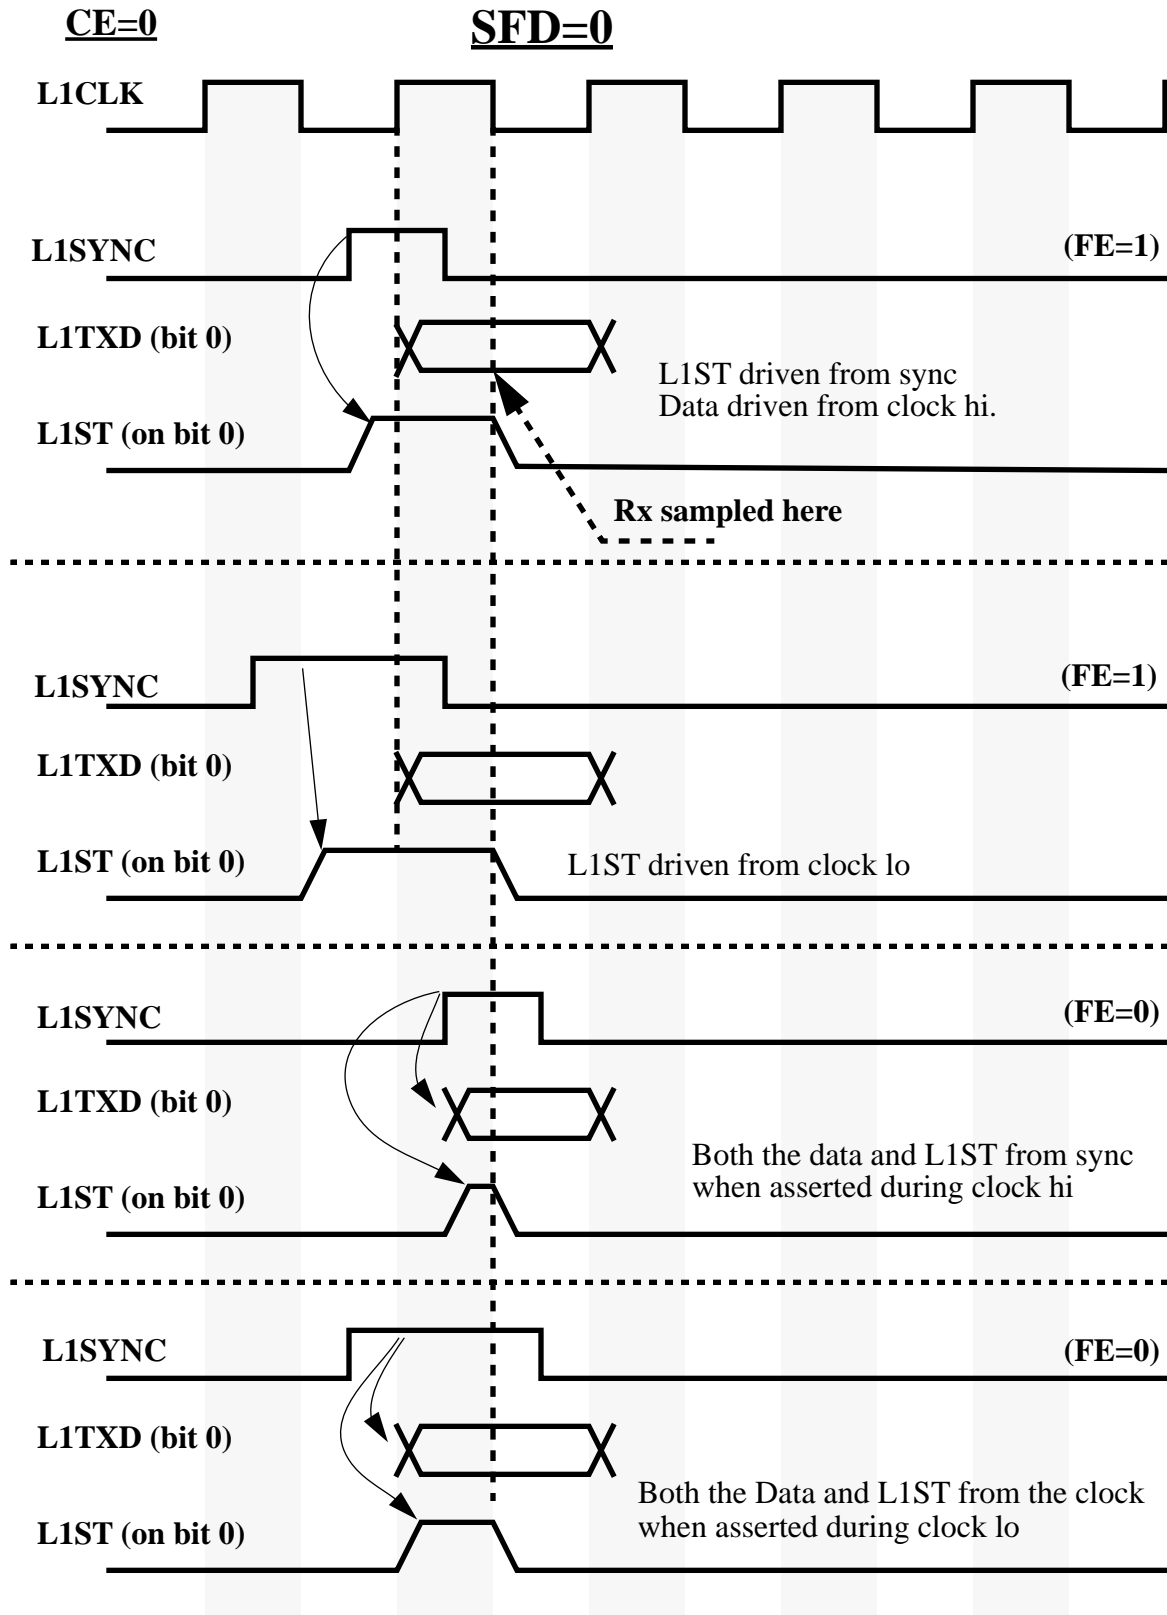 CE=0
SFD=0
L1CLK
L1SYNC
(FE=1)
L1TXD (bit 0)
L1ST driven from sync
Data driven from clock hi.
L1ST (on bit 0)
Rx sampled here
L1SYNC
(FE=1)
L1TXD (bit 0)
L1ST (on bit 0)
L1ST driven from clock lo
L1SYNC
(FE=0)
L1TXD (bit 0)
Both the data and L1ST from sync
when asserted during clock hi
L1ST (on bit 0)
L1SYNC
(FE=0)
L1TXD (bit 0)
Both the Data and L1ST from the clock
when asserted during clock lo
L1ST (on bit 0)